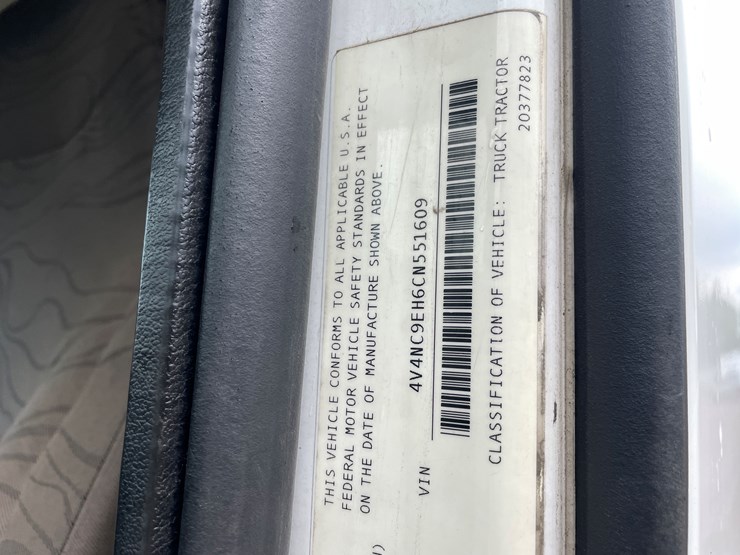 THIS VEHICLE CONFORMS TO ALL APPLICABLE U.S.A.
FEDERAL MOTOR VEHICLE SAFETY STANDARDS IN EFFECT
ON THE DATE OF MANUFACTURE SHOWN ABOVE.
VIN 4V4NC9EH6CN551609
CLASSIFICATION OF VEHICLE: TRUCK TRACTOR
20377823